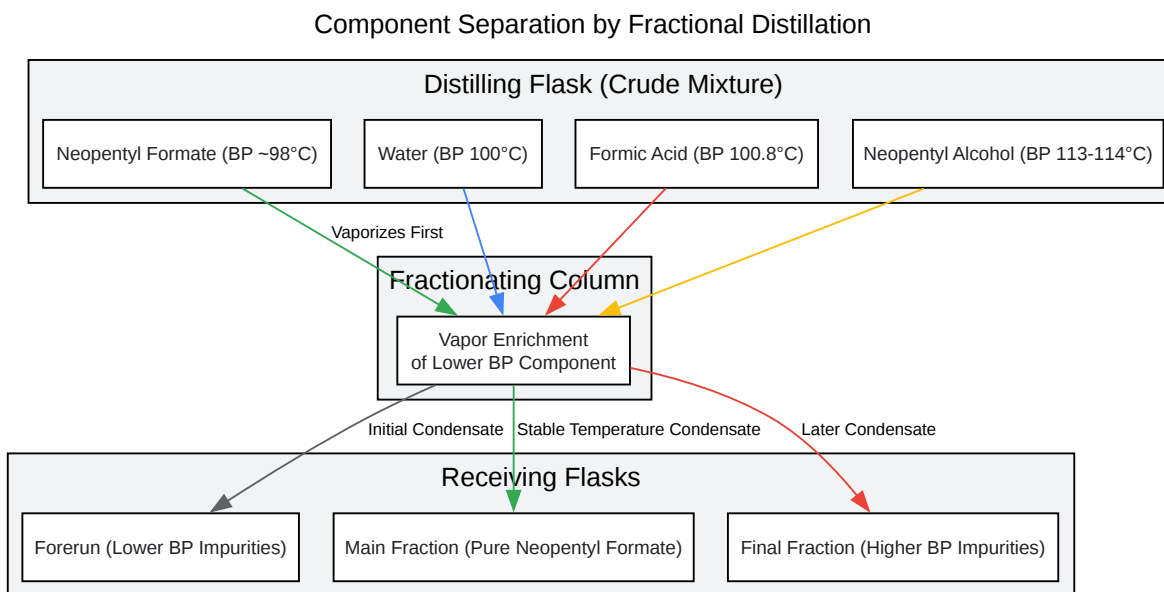 Component Separation by Fractional Distillation
Distilling Flask (Crude Mixture)
Neopentyl Formate (BP ~98°C)
Water (BP 100°C)
Formic Acid (BP 100.8°C)
Neopentyl Alcohol (BP 113-114°C)
Vaporizes First
Fractionating Column
Vapor Enrichment
of Lower BP Component
Initial Condensate
Stable Temperature Condensate
Later Condensate
Receiving Flasks
Forerun (Lower BP Impurities)
Main Fraction (Pure Neopentyl Formate)
Final Fraction (Higher BP Impurities)